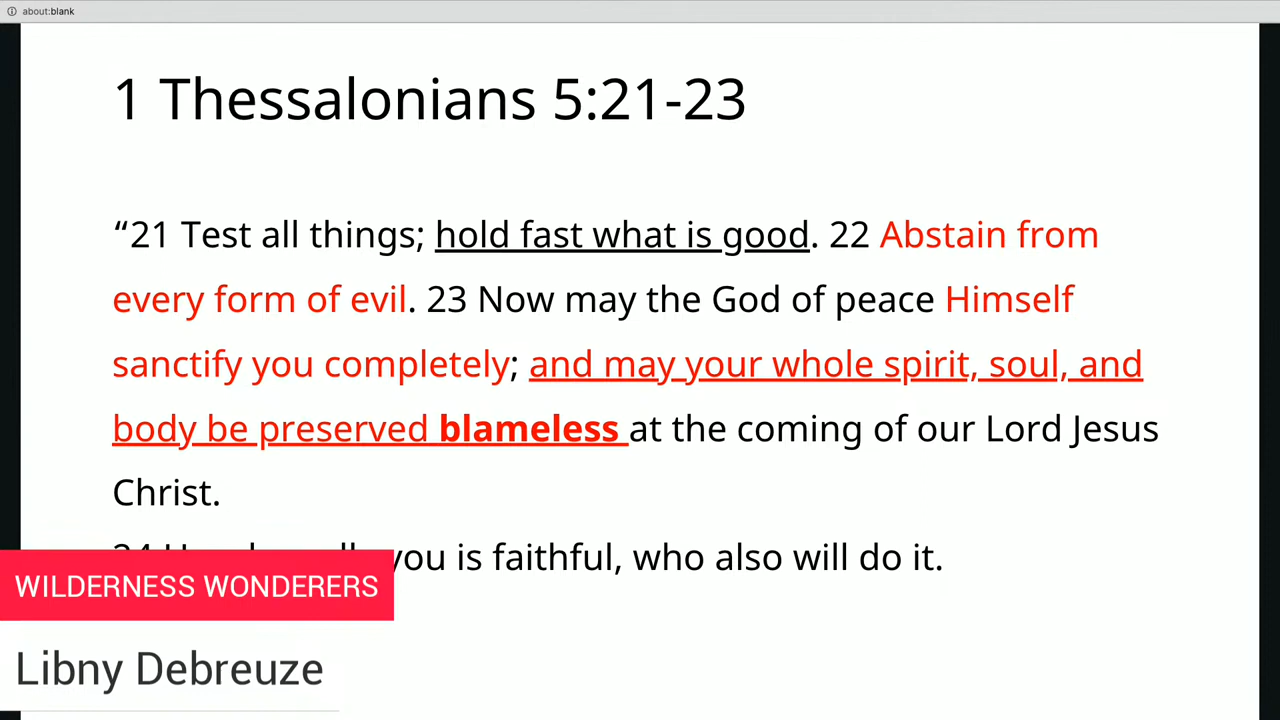 about:blank
1 Thessalonians 5:21-23
“21 Test all things; hold fast what is good. 22 Abstain from
every form of evil. 23 Now may the God of peace Himself
sanctify you completely; and may your whole spirit, soul, and
body be preserved blameless at the coming of our Lord Jesus
Christ.
you is faithful, who also will do it.
WILDERNESS WONDERERS
Libny Debreuze